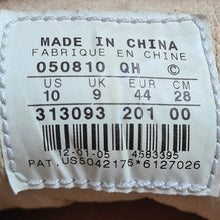 MADE IN CHINA
FABRIQUE EN CHINE
050810 QH ©
US UK EUR CM
10 9 44 28
313093 201 00
12-01-05 4583395
PAT. US5042175*6127026